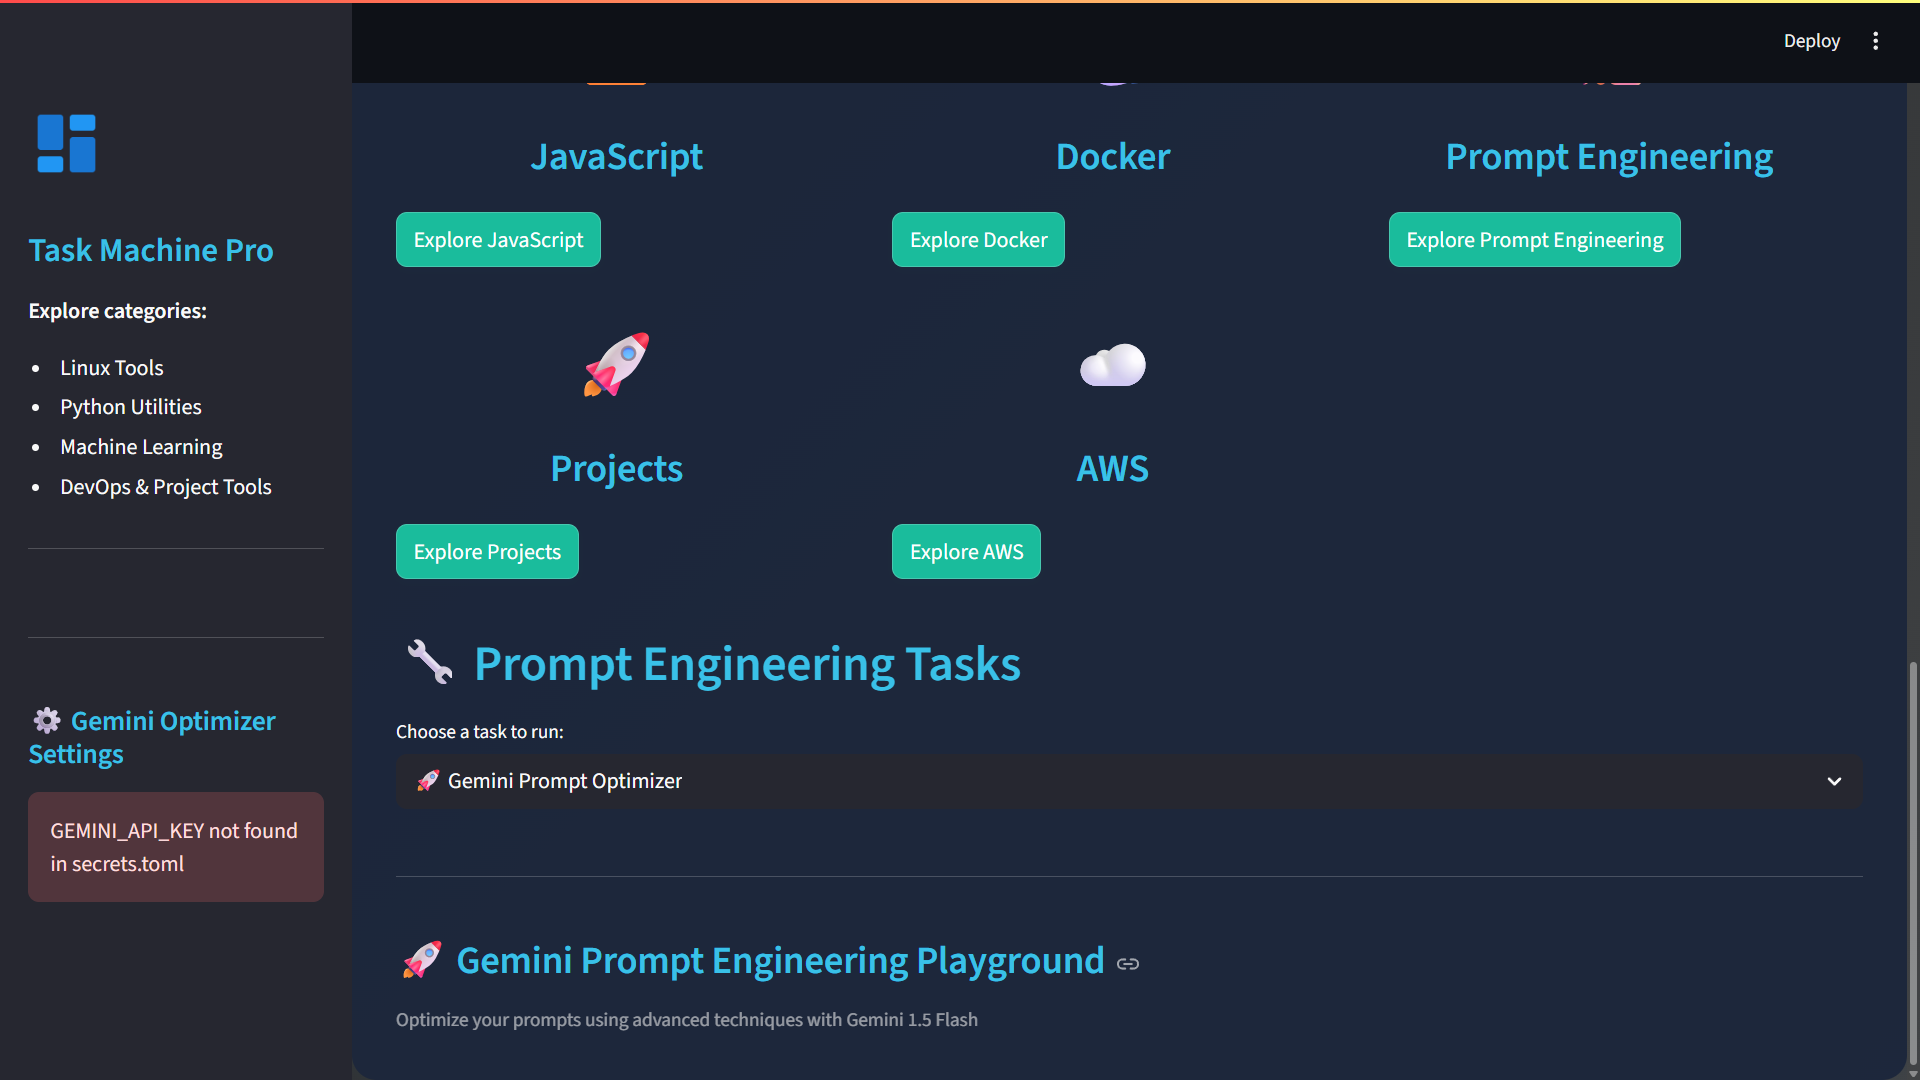 Deploy
Task Machine Pro
Explore categories:
Linux Tools
Python Utilities
Machine Learning
DevOps & Project Tools
Gemini Optimizer
Settings
GEMINI_API_KEY not found
in secrets.toml
JavaScript
Docker
Prompt Engineering
Explore JavaScript
Explore Docker
Explore Prompt Engineering
Projects
AWS
Explore Projects
Explore AWS
Prompt Engineering Tasks
Choose a task to run:
Gemini Prompt Optimizer
Gemini Prompt Engineering Playground
Optimize your prompts using advanced techniques with Gemini 1.5 Flash